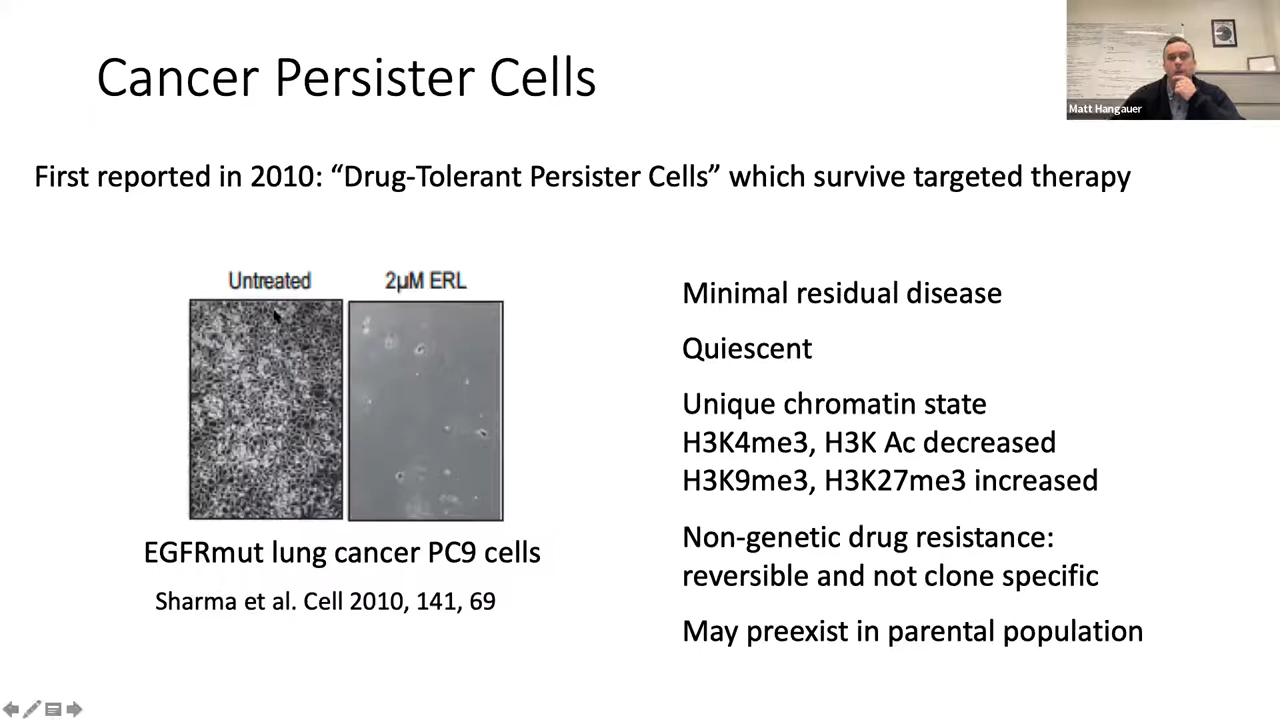 Cancer Persister Cells
Matt Hangauer
First reported in 2010: “Drug-Tolerant Persister Cells” which survive targeted therapy
Untreated
2µM ERL
EGFRmut lung cancer PC9 cells
Sharma et al. Cell 2010, 141, 69
Minimal residual disease
Quiescent
Unique chromatin state
H3K4me3, H3K Ac decreased
H3K9me3, H3K27me3 increased
Non-genetic drug resistance:
reversible and not clone specific
May preexist in parental population